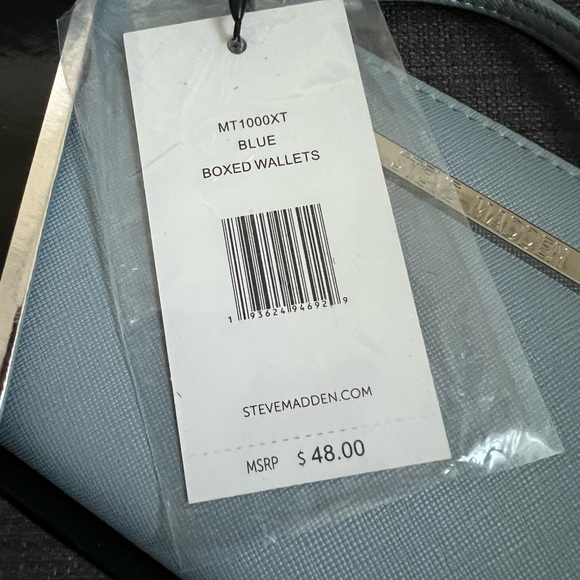 MT1000XT
BLUE
BOXED WALLETS
1 93624 94692 9
STEVEMADDEN.COM
MSRP $ 48.00
STEVE MADDEN